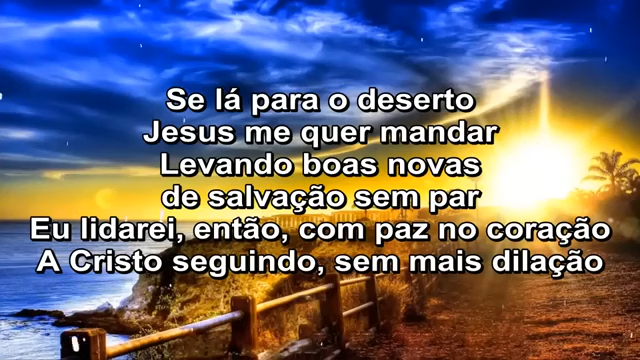 Se lá para o deserto
Jesus me quer mandar
Levando boas novas
de salvação sem par
Eu lidarei, então, com paz no coração
A Cristo seguindo, sem mais dilação